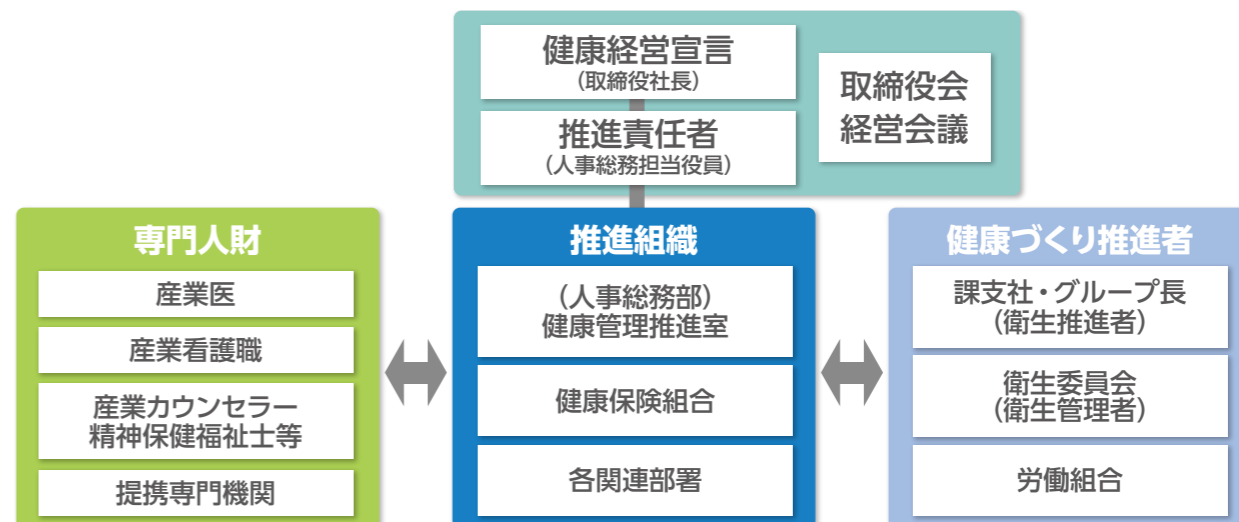 健康経営宣言
(取締役社長)
推進責任者
(人事総務担当役員)
取締役会
経営会議
専門人財
産業医
産業看護職
産業カウンセラー
精神保健福祉士等
提携専門機関
推進組織
(人事総務部)
健康管理推進室
健康保険組合
各関連部署
健康づくり推進者
課支社・グループ長
(衛生推進者)
衛生委員会
(衛生管理者)
労働組合